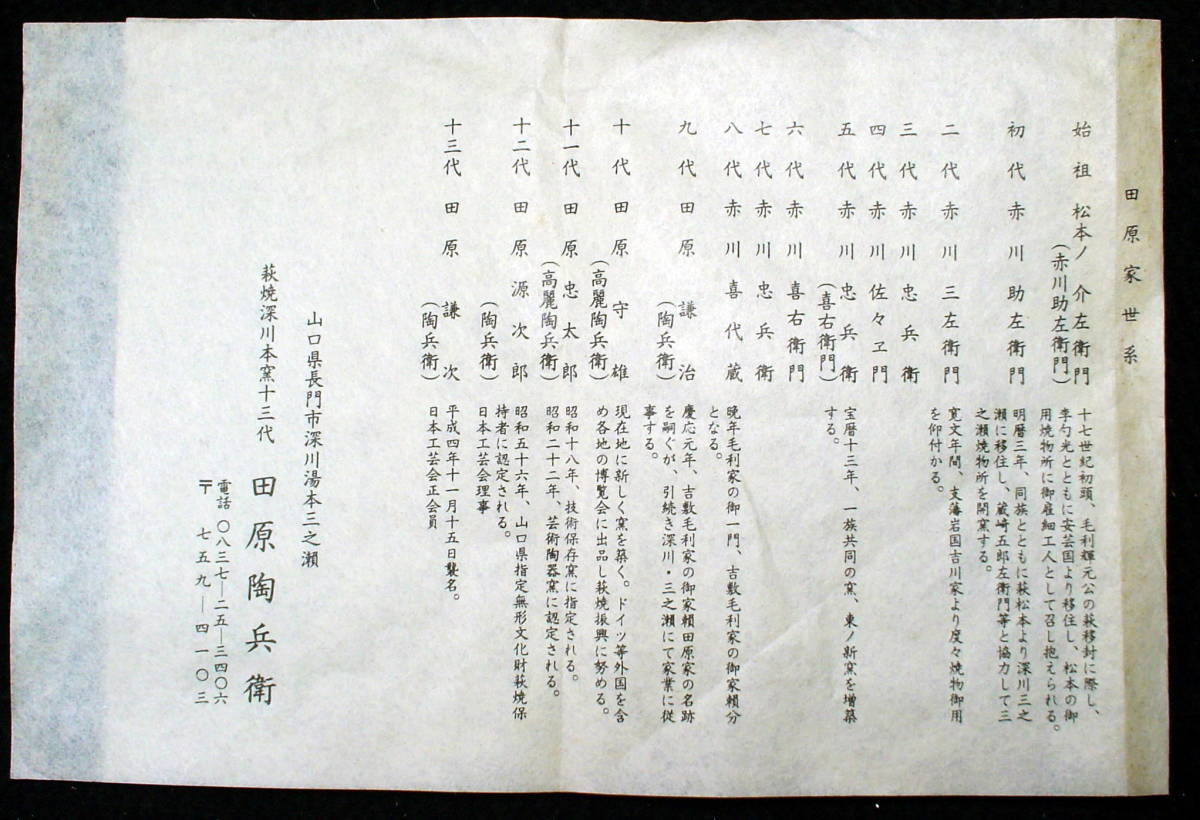 田原家世系
始祖 松本ノ介左衛門
（赤川助左衛門）
十七世紀初頭、毛利輝元公の萩移封に際し、
李勺光とともに安芸国より移住し、松本の御
用焼物所に御雇細工人として召し抱えられる。
初代 赤川助左衛門
明暦三年、同族とともに萩松本より深川三之
瀬に移住し、蔵崎五郎左衛門等と協力して三
之瀬焼物所を開窯する。
二代 赤川三左衛門
寛文年間、支藩岩国吉川家より度々焼物御用
を仰付かる。
三代 赤川忠兵衛
四代 赤川佐々ヱ門
五代 赤川忠兵衛
（喜右衛門）
宝暦十三年、一族共同の窯、東ノ新窯を増築
する。
六代 赤川喜右衛門
七代 赤川忠兵衛
八代 赤川喜代蔵
晩年毛利家の御一門、吉敷毛利家の御家頼分
となる。
九代 田原謙治
（陶兵衛）
慶応元年、吉敷毛利家の御家頼田原家の名跡
を嗣ぐが、引続き深川・三之瀬にて家業に従
事する。
十代 田原守雄
（高麗陶兵衛）
現在地に新しく窯を築く。ドイツ等外国を含
め各地の博覧会に出品し萩焼振興に努める。
十一代 田原忠太郎
（高麗陶兵衛）
昭和十八年、技術保存窯に指定される。
昭和二十二年、芸術陶器窯に認定される。
十二代 田原源次郎
（陶兵衛）
昭和五十六年、山口県指定無形文化財萩焼保
持者に認定される。
日本工芸会理事
十三代 田原謙次
（陶兵衛）
平成四年十一月十五日襲名。
日本工芸会正会員
山口県長門市深川湯本三之瀬
萩焼深川本窯十三代 田原陶兵衛
電話 〇八三七―二五―三四〇六
〒 七五九―四一〇三